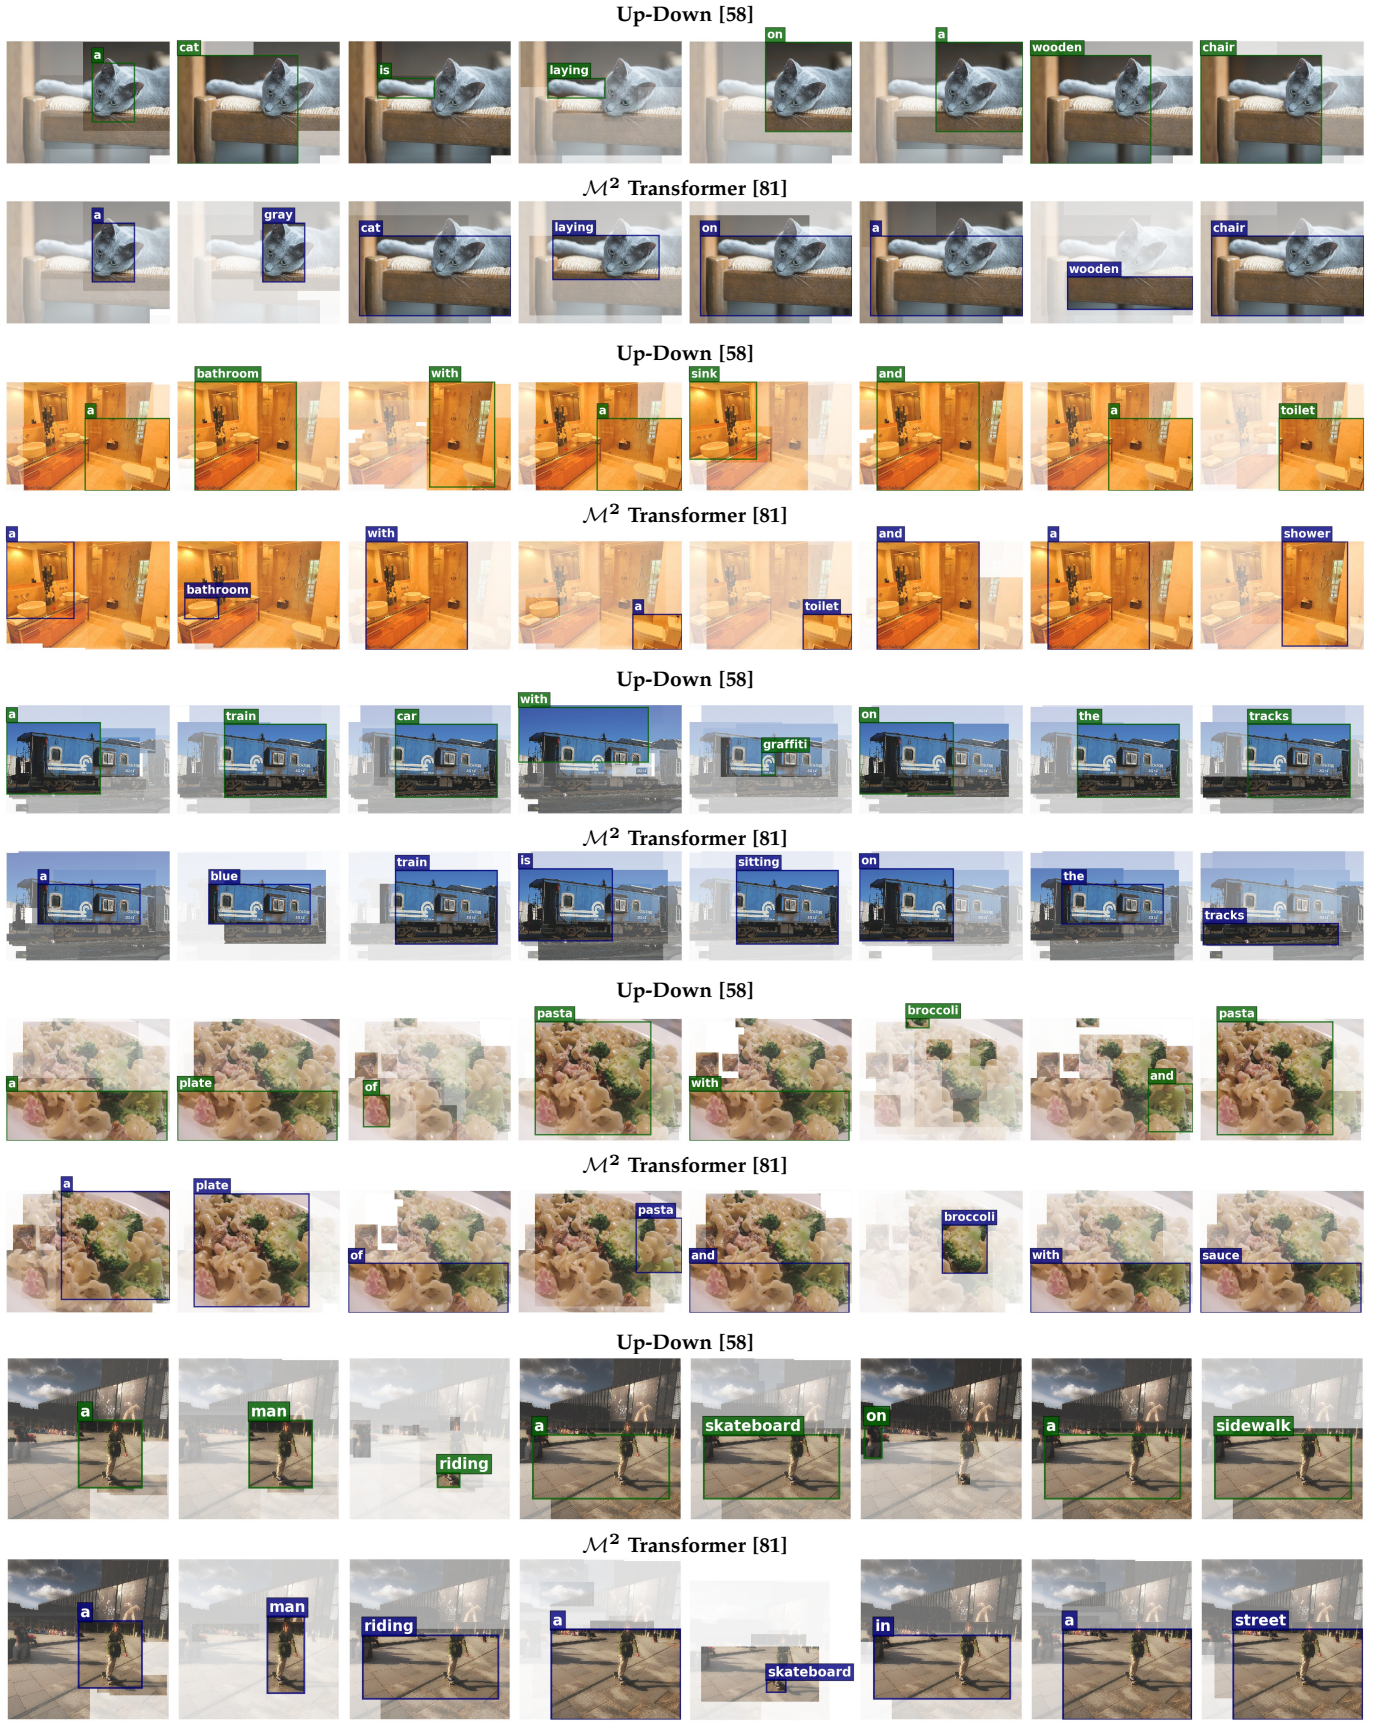 Up-Down [58]
a cat is laying on a wooden chair
ℳ² Transformer [81]
a gray cat laying on a wooden chair
Up-Down [58]
a bathroom with a sink and a toilet
ℳ² Transformer [81]
a bathroom with a toilet and a shower
Up-Down [58]
a train car with graffiti on the tracks
ℳ² Transformer [81]
a blue train is sitting on the tracks
Up-Down [58]
a plate of pasta with broccoli and pasta
ℳ² Transformer [81]
a plate of pasta and broccoli with sauce
Up-Down [58]
a man riding a skateboard on a sidewalk
ℳ² Transformer [81]
a man riding a skateboard in a street